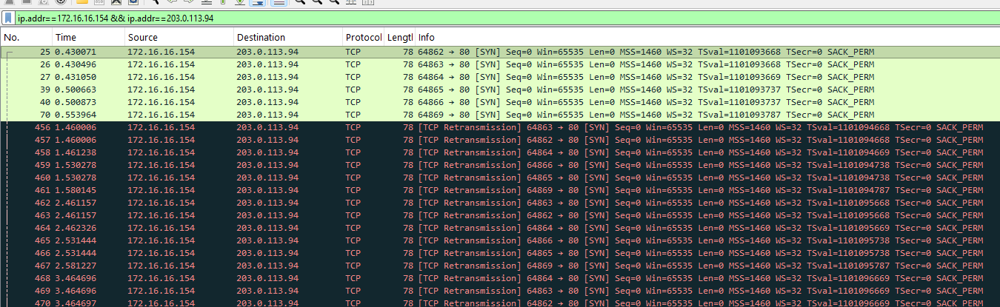 ip.addr==172.16.16.154 && ip.addr==203.0.113.94
No. Time Source Destination Protocol Lengtl Info
25 0.430071 172.16.16.154 203.0.113.94 TCP 78 64862 → 80 [SYN] Seq=0 Win=65535 Len=0 MSS=1460 WS=32 TSval=1101093668 TSecr=0 SACK_PERM
26 0.430496 172.16.16.154 203.0.113.94 TCP 78 64863 → 80 [SYN] Seq=0 Win=65535 Len=0 MSS=1460 WS=32 TSval=1101093668 TSecr=0 SACK_PERM
27 0.431050 172.16.16.154 203.0.113.94 TCP 78 64864 → 80 [SYN] Seq=0 Win=65535 Len=0 MSS=1460 WS=32 TSval=1101093669 TSecr=0 SACK_PERM
39 0.500663 172.16.16.154 203.0.113.94 TCP 78 64865 → 80 [SYN] Seq=0 Win=65535 Len=0 MSS=1460 WS=32 TSval=1101093737 TSecr=0 SACK_PERM
40 0.500873 172.16.16.154 203.0.113.94 TCP 78 64866 → 80 [SYN] Seq=0 Win=65535 Len=0 MSS=1460 WS=32 TSval=1101093737 TSecr=0 SACK_PERM
70 0.553964 172.16.16.154 203.0.113.94 TCP 78 64869 → 80 [SYN] Seq=0 Win=65535 Len=0 MSS=1460 WS=32 TSval=1101093787 TSecr=0 SACK_PERM
456 1.460006 172.16.16.154 203.0.113.94 TCP 78 [TCP Retransmission] 64863 → 80 [SYN] Seq=0 Win=65535 Len=0 MSS=1460 WS=32 TSval=1101094668 TSecr=0 SACK_PERM
457 1.460006 172.16.16.154 203.0.113.94 TCP 78 [TCP Retransmission] 64862 → 80 [SYN] Seq=0 Win=65535 Len=0 MSS=1460 WS=32 TSval=1101094668 TSecr=0 SACK_PERM
458 1.461238 172.16.16.154 203.0.113.94 TCP 78 [TCP Retransmission] 64864 → 80 [SYN] Seq=0 Win=65535 Len=0 MSS=1460 WS=32 TSval=1101094669 TSecr=0 SACK_PERM
459 1.530278 172.16.16.154 203.0.113.94 TCP 78 [TCP Retransmission] 64866 → 80 [SYN] Seq=0 Win=65535 Len=0 MSS=1460 WS=32 TSval=1101094738 TSecr=0 SACK_PERM
460 1.530278 172.16.16.154 203.0.113.94 TCP 78 [TCP Retransmission] 64865 → 80 [SYN] Seq=0 Win=65535 Len=0 MSS=1460 WS=32 TSval=1101094738 TSecr=0 SACK_PERM
461 1.580145 172.16.16.154 203.0.113.94 TCP 78 [TCP Retransmission] 64869 → 80 [SYN] Seq=0 Win=65535 Len=0 MSS=1460 WS=32 TSval=1101094787 TSecr=0 SACK_PERM
462 2.461157 172.16.16.154 203.0.113.94 TCP 78 [TCP Retransmission] 64863 → 80 [SYN] Seq=0 Win=65535 Len=0 MSS=1460 WS=32 TSval=1101095668 TSecr=0 SACK_PERM
463 2.461157 172.16.16.154 203.0.113.94 TCP 78 [TCP Retransmission] 64862 → 80 [SYN] Seq=0 Win=65535 Len=0 MSS=1460 WS=32 TSval=1101095668 TSecr=0 SACK_PERM
464 2.462326 172.16.16.154 203.0.113.94 TCP 78 [TCP Retransmission] 64864 → 80 [SYN] Seq=0 Win=65535 Len=0 MSS=1460 WS=32 TSval=1101095669 TSecr=0 SACK_PERM
465 2.531444 172.16.16.154 203.0.113.94 TCP 78 [TCP Retransmission] 64866 → 80 [SYN] Seq=0 Win=65535 Len=0 MSS=1460 WS=32 TSval=1101095738 TSecr=0 SACK_PERM
466 2.531444 172.16.16.154 203.0.113.94 TCP 78 [TCP Retransmission] 64865 → 80 [SYN] Seq=0 Win=65535 Len=0 MSS=1460 WS=32 TSval=1101095738 TSecr=0 SACK_PERM
467 2.581227 172.16.16.154 203.0.113.94 TCP 78 [TCP Retransmission] 64869 → 80 [SYN] Seq=0 Win=65535 Len=0 MSS=1460 WS=32 TSval=1101095787 TSecr=0 SACK_PERM
468 3.464696 172.16.16.154 203.0.113.94 TCP 78 [TCP Retransmission] 64864 → 80 [SYN] Seq=0 Win=65535 Len=0 MSS=1460 WS=32 TSval=1101096669 TSecr=0 SACK_PERM
469 3.464696 172.16.16.154 203.0.113.94 TCP 78 [TCP Retransmission] 64863 → 80 [SYN] Seq=0 Win=65535 Len=0 MSS=1460 WS=32 TSval=1101096669 TSecr=0 SACK_PERM
470 3.464697 172.16.16.154 203.0.113.94 TCP 78 [TCP Retransmission] 64862 → 80 [SYN] Seq=0 Win=65535 Len=0 MSS=1460 WS=32 TSval=1101096669 TSecr=0 SACK_PERM